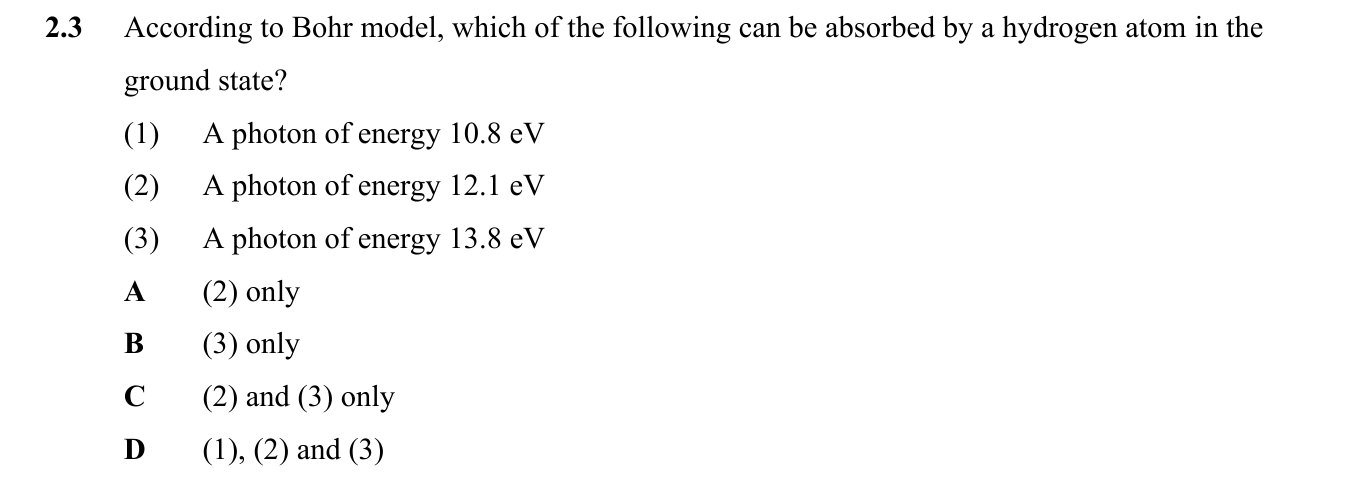 2.3 According to Bohr model, which of the following can be absorbed by a hydrogen atom in the
ground state?
(1) A photon of energy 10.8 eV
(2) A photon of energy 12.1 eV
(3) A photon of energy 13.8 eV
A (2) only
B (3) only
C (2) and (3) only
D (1), (2) and (3)